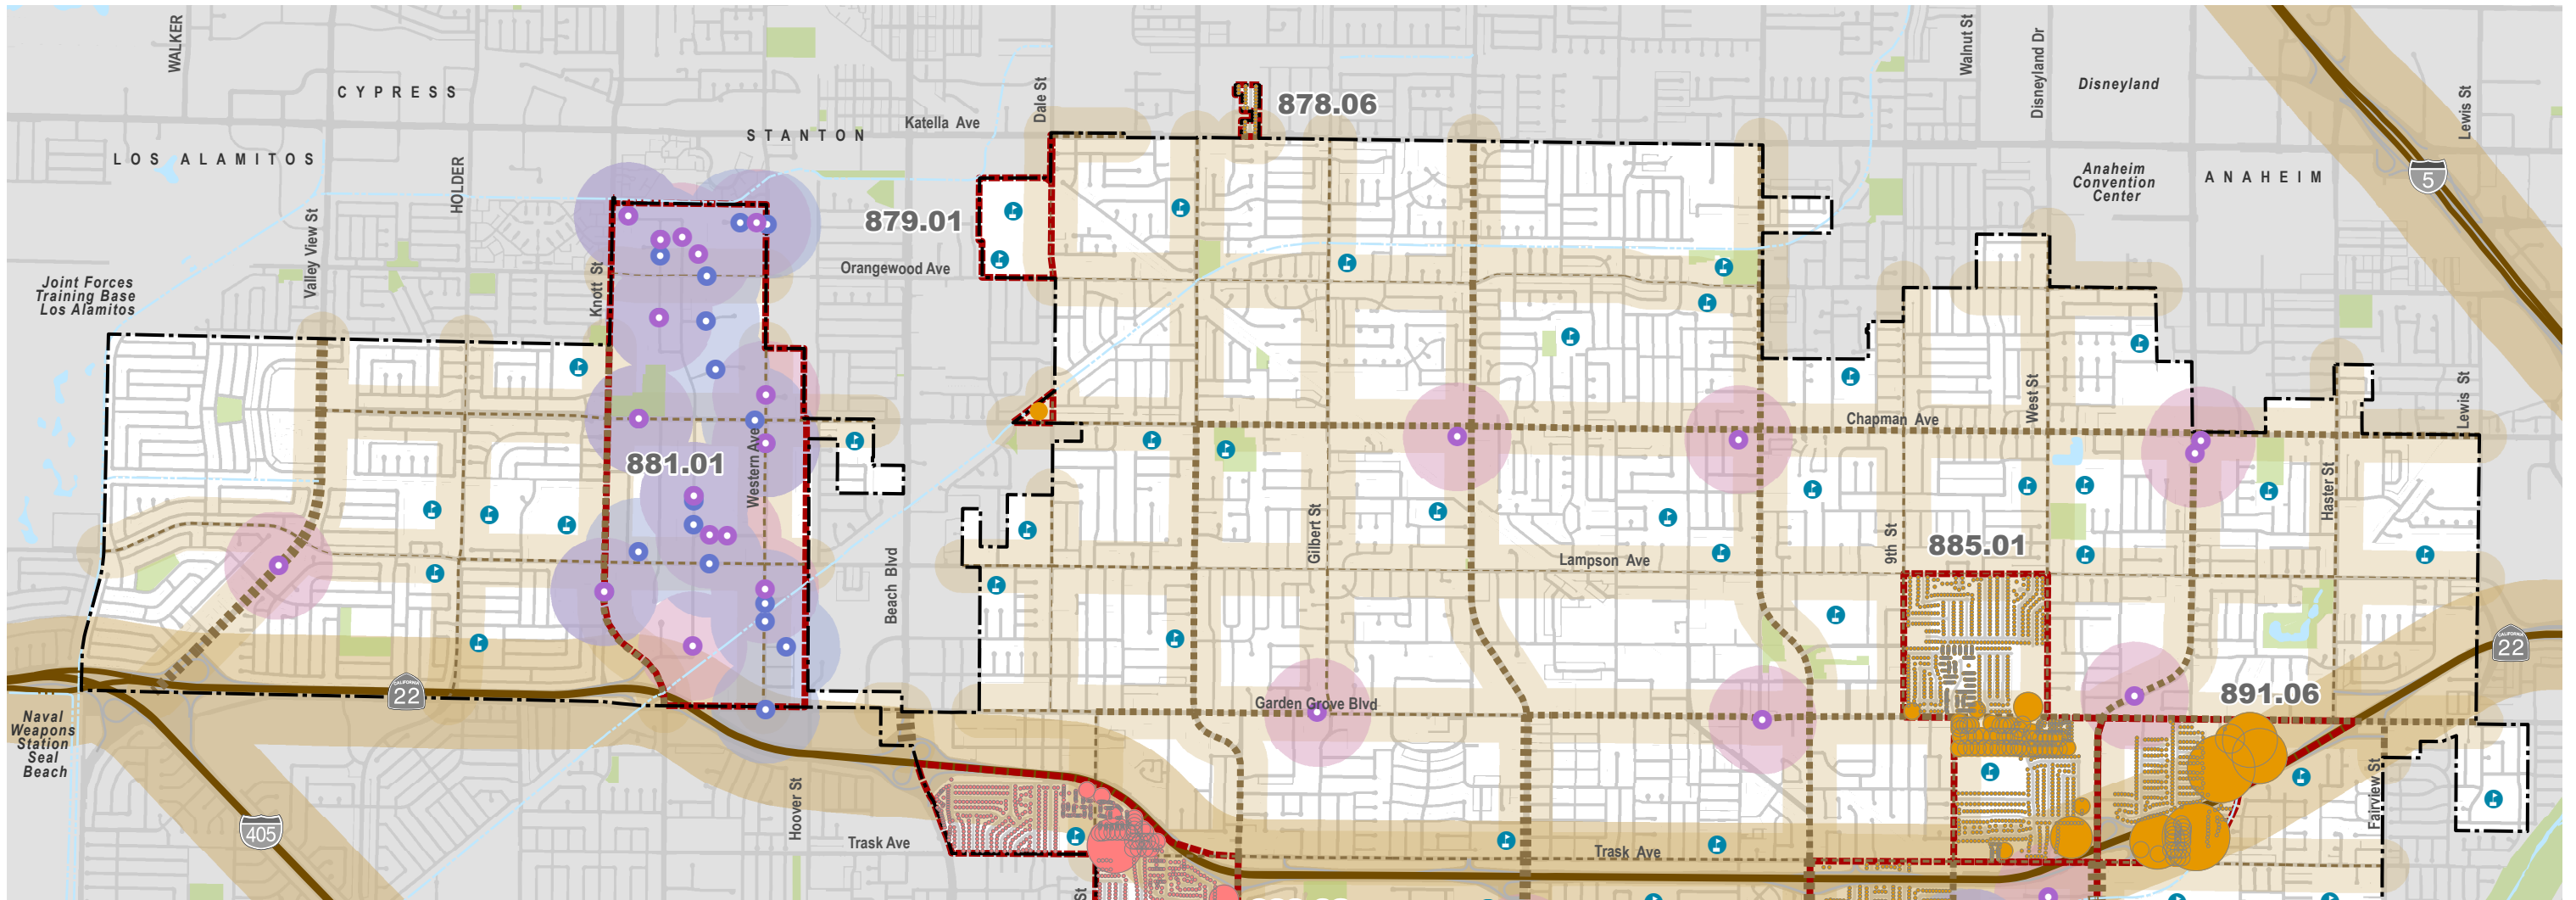 WALKER
CYPRESS
LOS ALAMITOS
HOLDER
Valley View St
Knott St
STANTON
Katella Ave
Dale St
878.06
Walnut St
Disneyland Dr
Disneyland
Lewis St
5
Anaheim
Convention
Center
ANAHEIM
879.01
Orangewood Ave
Joint Forces
Training Base
Los Alamitos
881.01
Western Ave
Beach Blvd
Chapman Ave
West St
Lewis St
Haster St
Gilbert St
Lampson Ave
9th St
885.01
Garden Grove Blvd
891.06
CALIFORNIA
22
CALIFORNIA
22
Naval
Weapons
Station
Seal
Beach
405
Hoover St
Trask Ave
Trask Ave
Fairview St
St